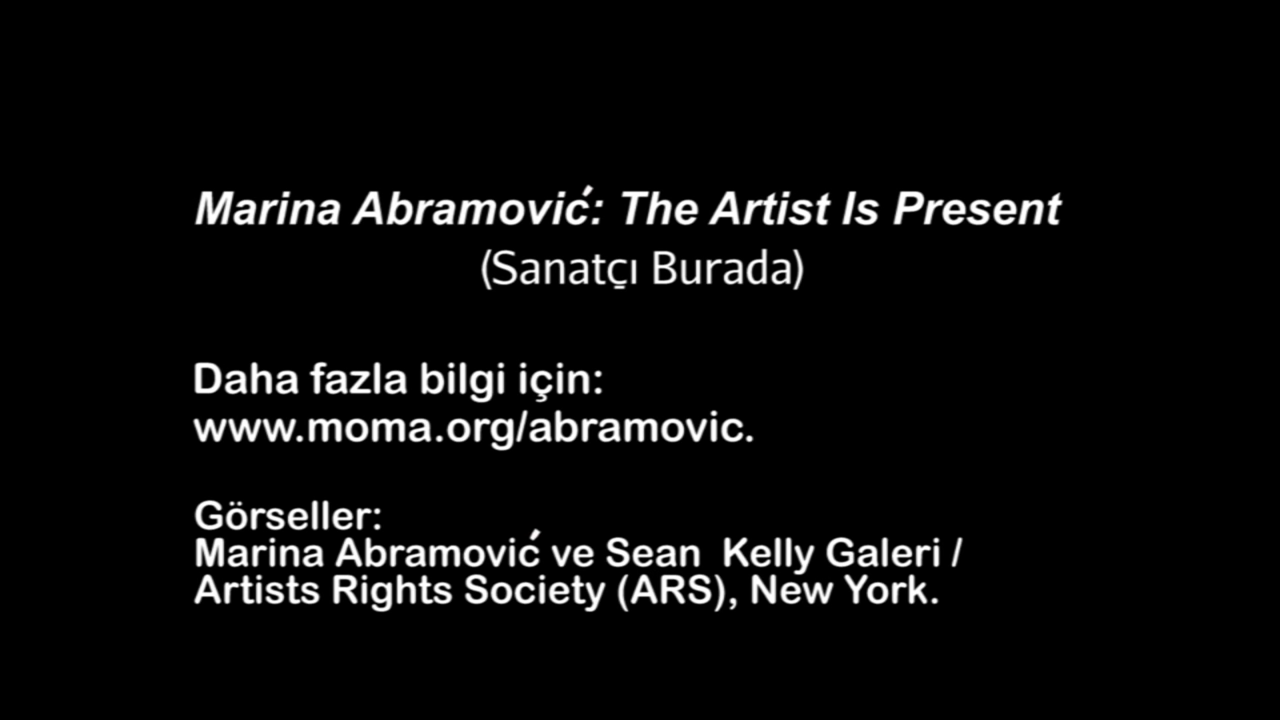 Marina Abramović: The Artist Is Present
(Sanatçı Burada)
Daha fazla bilgi için:
www.moma.org/abramovic.
Görseller:
Marina Abramović ve Sean  Kelly Galeri /
Artists Rights Society (ARS), New York.